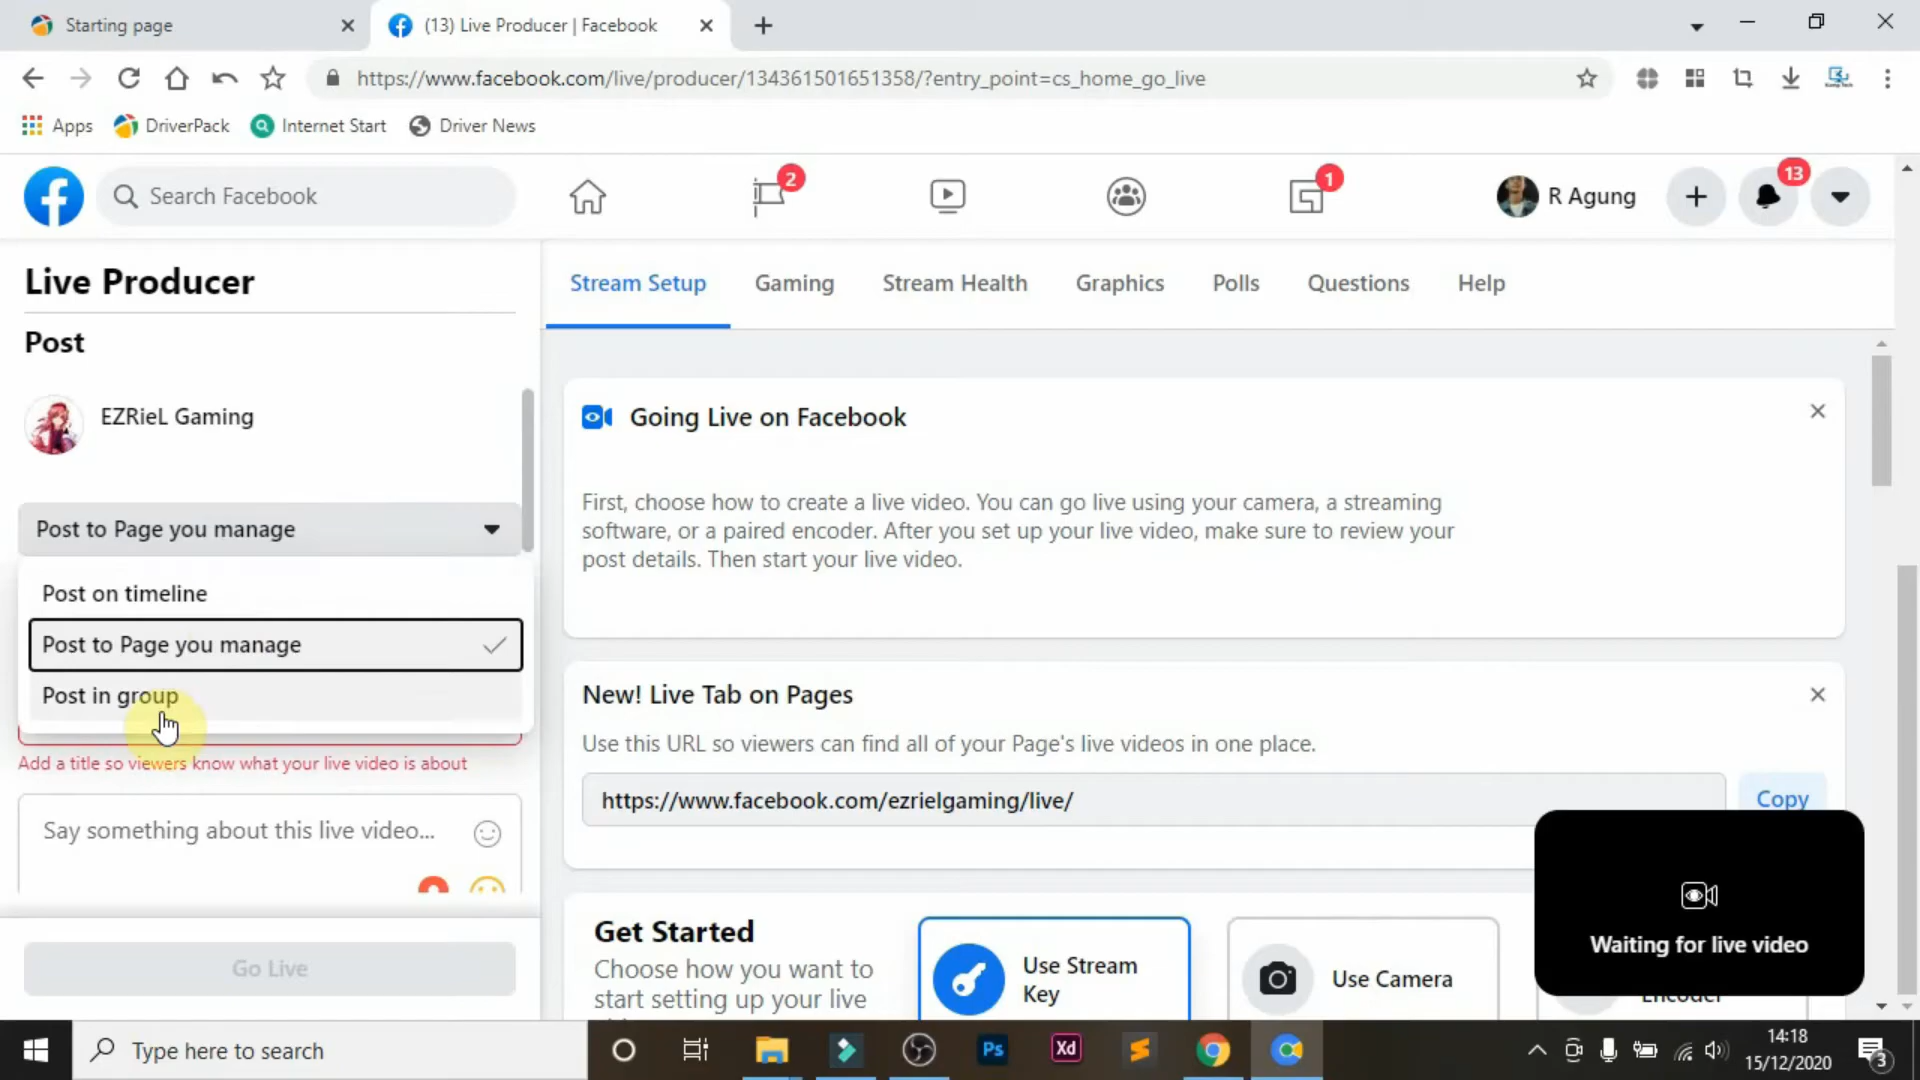 Starting page
(13) Live Producer | Facebook
https://www.facebook.com/live/producer/134361501651358/?entry_point=cs_home_go_live
Apps
DriverPack
Internet Start
Driver News
Search Facebook
2
1
R Agung
13
Live Producer
Post
EZRieL Gaming
Post to Page you manage
Post on timeline
Post to Page you manage
Post in group
Add a title so viewers know what your live video is about
Say something about this live video...
Go Live
Stream Setup
Gaming
Stream Health
Graphics
Polls
Questions
Help
Going Live on Facebook
First, choose how to create a live video. You can go live using your camera, a streaming
software, or a paired encoder. After you set up your live video, make sure to review your
post details. Then start your live video.
New! Live Tab on Pages
Use this URL so viewers can find all of your Page's live videos in one place.
https://www.facebook.com/ezrielgaming/live/
Copy
Get Started
Choose how you want to
start setting up your live
Use Stream
Key
Use Camera
Encoder
Waiting for live video
Type here to search
Ps
Xd
14:18
15/12/2020
3